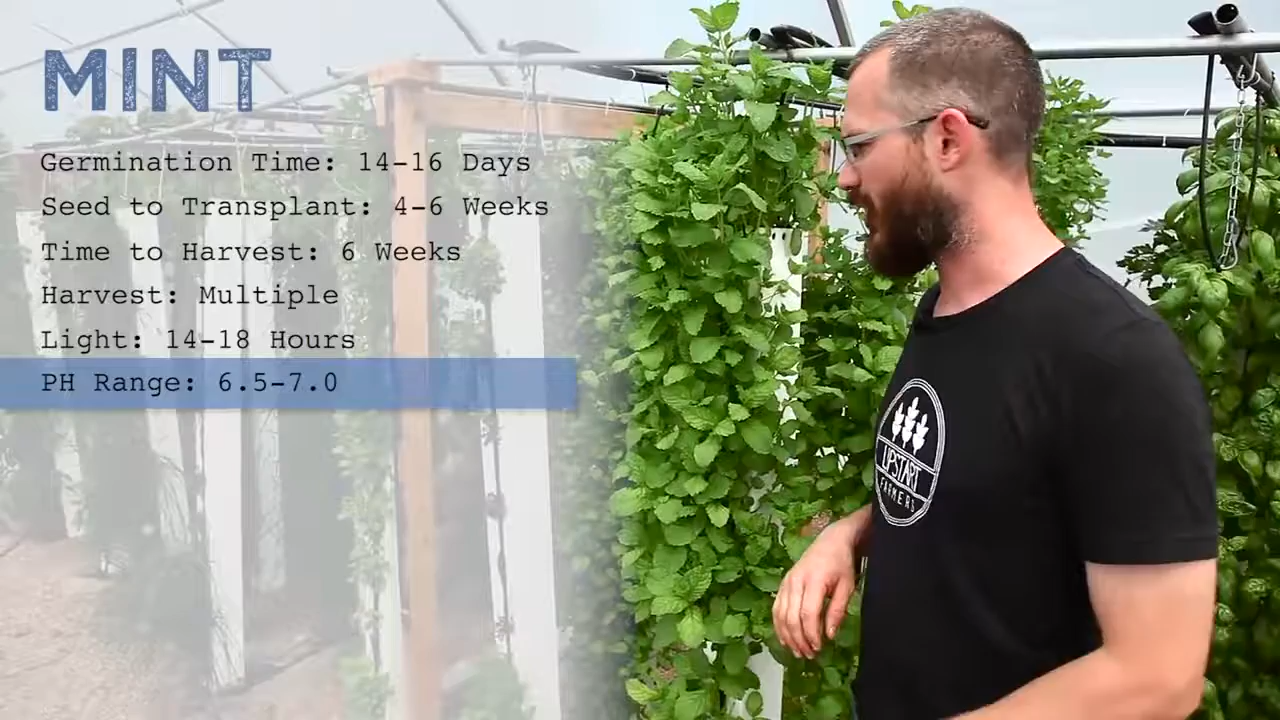 MINT
Germination Time: 14-16 Days
Seed to Transplant: 4-6 Weeks
Time to Harvest: 6 Weeks
Harvest: Multiple
Light: 14-18 Hours
PH Range: 6.5-7.0
UPSTART
FARMERS